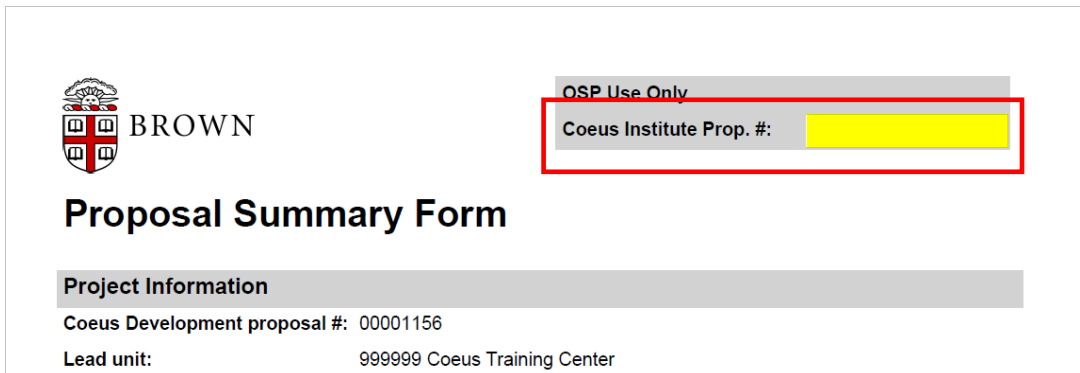 OSP Use Only
BROWN
Coeus Institute Prop. #:
Proposal Summary Form
Project Information
Coeus Development proposal #: 00001156
Lead unit: 999999 Coeus Training Center